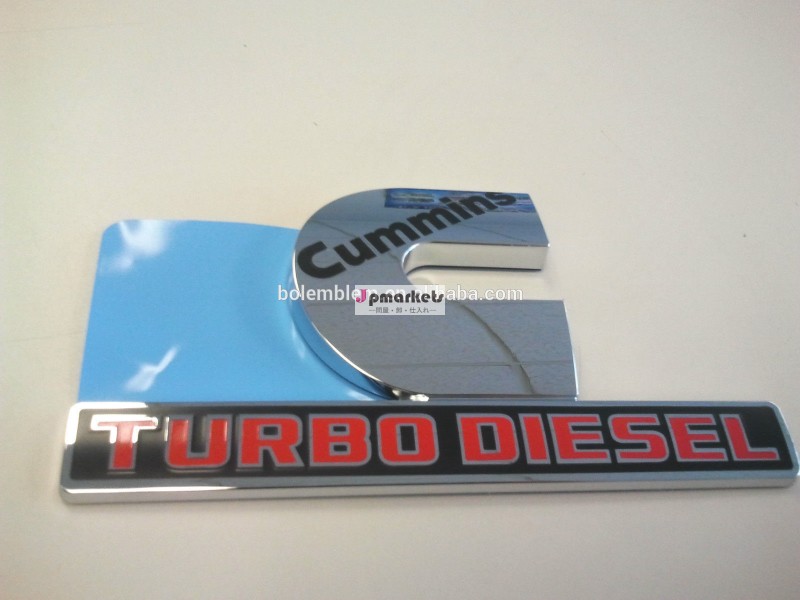 Cummins
bolemblem.en.alibaba.com
Jpmarkets
TURBO DIESEL